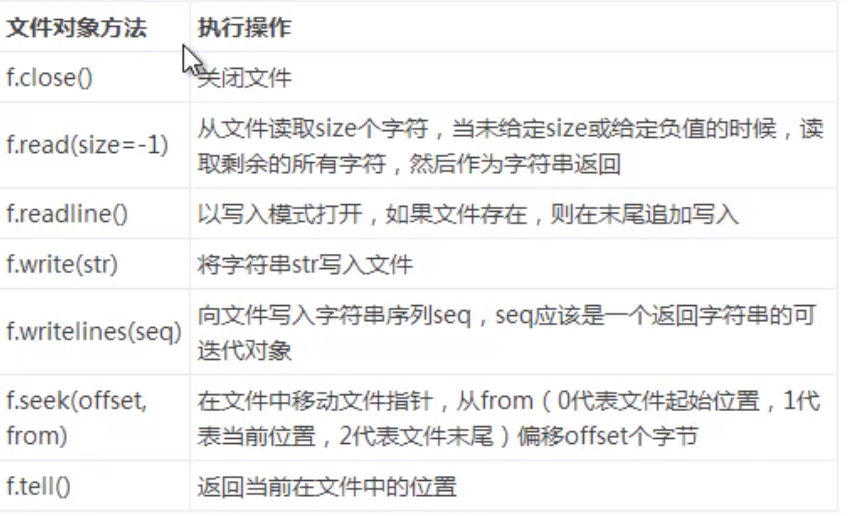 文件对象方法 执行操作
f.close() 关闭文件
f.read(size=-1) 从文件读取size个字符，当未给定size或给定负值的时候，读
取剩余的所有字符，然后作为字符串返回
f.readline() 以写入模式打开，如果文件存在，则在末尾追加写入
f.write(str) 将字符串str写入文件
f.writelines(seq) 向文件写入字符串序列seq，seq应该是一个返回字符串的可
迭代对象
f.seek(offset, 在文件中移动文件指针，从from（0代表文件起始位置，1代
from) 表当前位置，2代表文件末尾）偏移offset个字节
f.tell() 返回当前在文件中的位置